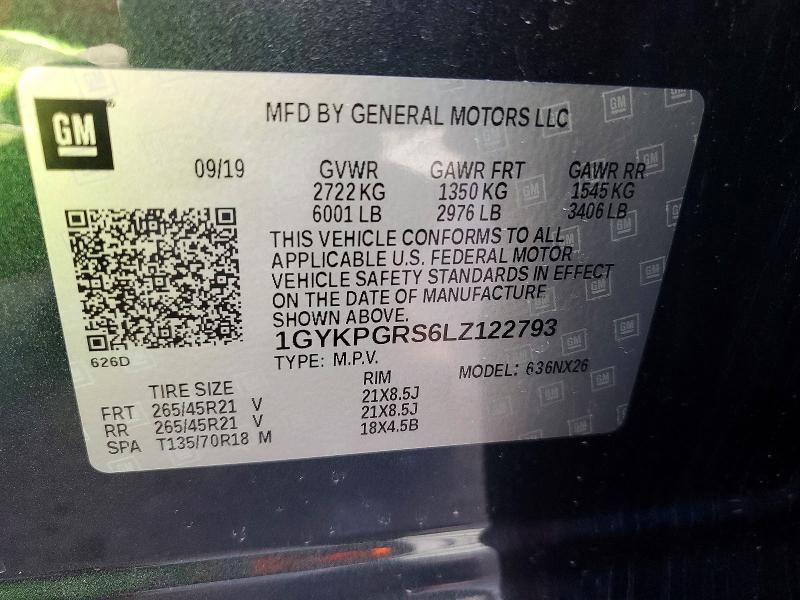 GM
MFD BY GENERAL MOTORS LLC
09/19 GVWR GAWR FRT GAWR RR
2722 KG 1350 KG 1545 KG
6001 LB 2976 LB 3406 LB
THIS VEHICLE CONFORMS TO ALL
APPLICABLE U.S. FEDERAL MOTOR
VEHICLE SAFETY STANDARDS IN EFFECT
ON THE DATE OF MANUFACTURE
SHOWN ABOVE.
1GYKPGRS6LZ122793
626D
TYPE: M.P.V. MODEL: 636NX26
TIRE SIZE RIM
FRT 265/45R21 V 21X8.5J
RR 265/45R21 V 21X8.5J
SPA T135/70R18 M 18X4.5B